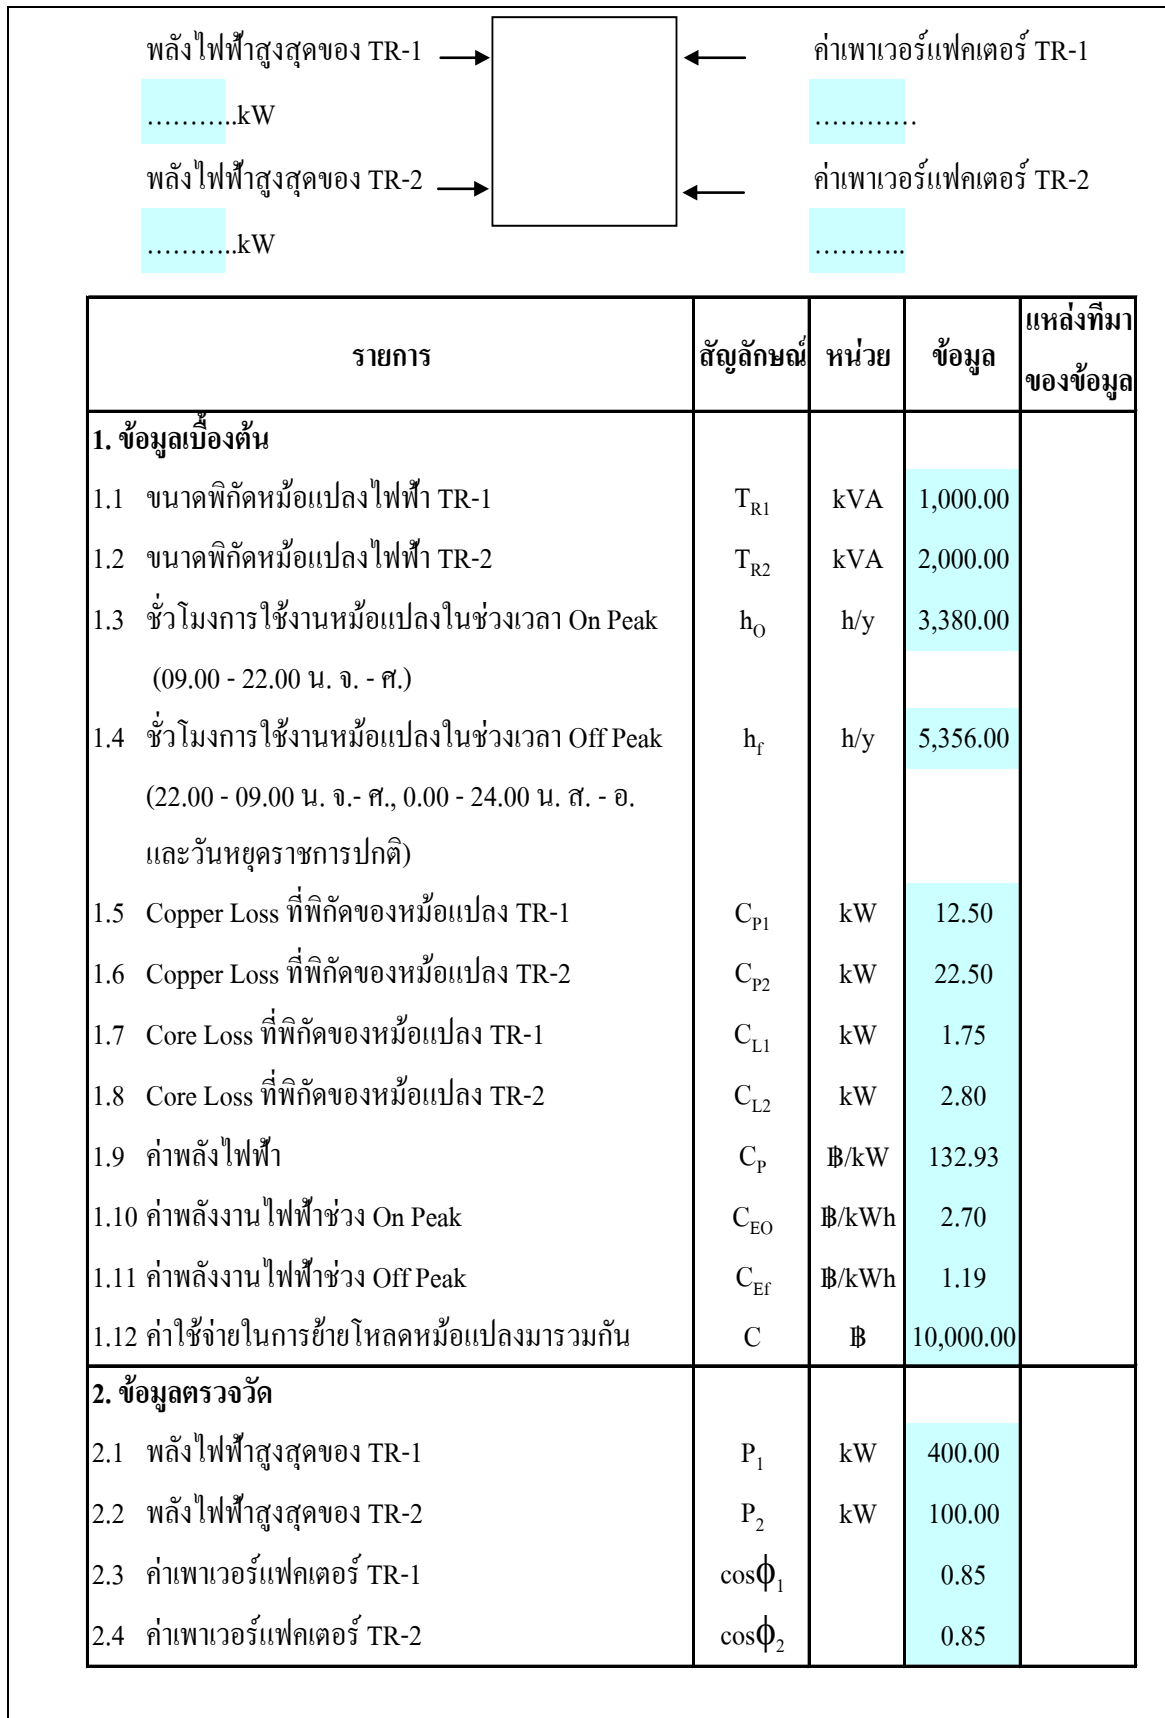 พลังไฟฟ้าสูงสุดของ TR-1 ค่าเพาเวอร์แฟคเตอร์ TR-1
………..kW …………
พลังไฟฟ้าสูงสุดของ TR-2 ค่าเพาเวอร์แฟคเตอร์ TR-2
………..kW ………..
รายการ สัญลักษณ์ หน่วย ข้อมูล แหล่งที่มา
ของข้อมูล
1. ข้อมูลเบื้องต้น
1.1 ขนาดพิกัดหม้อแปลงไฟฟ้า TR-1 T_R1 kVA 1,000.00
1.2 ขนาดพิกัดหม้อแปลงไฟฟ้า TR-2 T_R2 kVA 2,000.00
1.3 ชั่วโมงการใช้งานหม้อแปลงในช่วงเวลา On Peak h_O h/y 3,380.00
(09.00 - 22.00 น. จ. - ศ.)
1.4 ชั่วโมงการใช้งานหม้อแปลงในช่วงเวลา Off Peak h_f h/y 5,356.00
(22.00 - 09.00 น. จ.- ศ., 0.00 - 24.00 น. ส. - อ.
และวันหยุดราชการปกติ)
1.5 Copper Loss ที่พิกัดของหม้อแปลง TR-1 C_P1 kW 12.50
1.6 Copper Loss ที่พิกัดของหม้อแปลง TR-2 C_P2 kW 22.50
1.7 Core Loss ที่พิกัดของหม้อแปลง TR-1 C_L1 kW 1.75
1.8 Core Loss ที่พิกัดของหม้อแปลง TR-2 C_L2 kW 2.80
1.9 ค่าพลังไฟฟ้า C_P ฿/kW 132.93
1.10 ค่าพลังงานไฟฟ้าช่วง On Peak C_EO ฿/kWh 2.70
1.11 ค่าพลังงานไฟฟ้าช่วง Off Peak C_Ef ฿/kWh 1.19
1.12 ค่าใช้จ่ายในการย้ายโหลดหม้อแปลงมารวมกัน C ฿ 10,000.00
2. ข้อมูลตรวจวัด
2.1 พลังไฟฟ้าสูงสุดของ TR-1 P_1 kW 400.00
2.2 พลังไฟฟ้าสูงสุดของ TR-2 P_2 kW 100.00
2.3 ค่าเพาเวอร์แฟคเตอร์ TR-1 cosϕ_1 0.85
2.4 ค่าเพาเวอร์แฟคเตอร์ TR-2 cosϕ_2 0.85